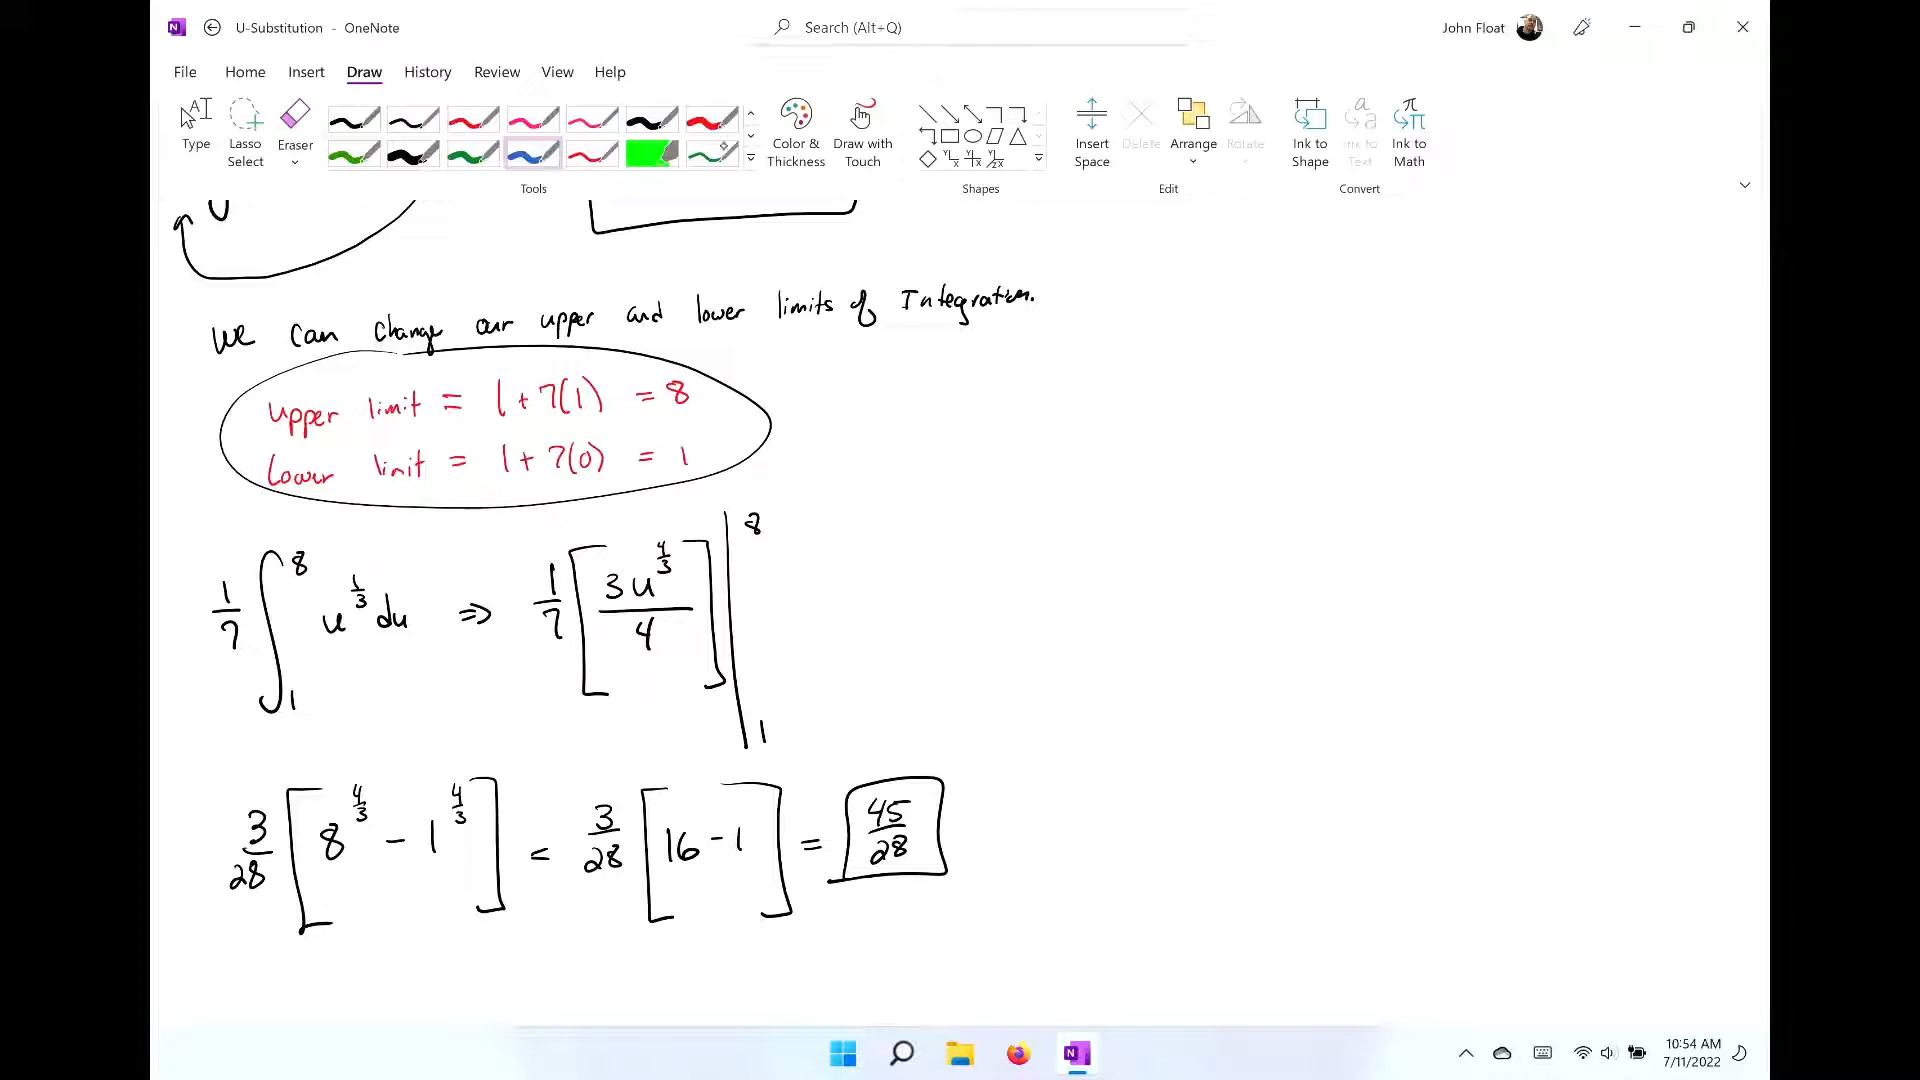 U-Substitution - OneNote
Search (Alt+Q)
John Float
File Home Insert Draw History Review View Help
Type
Lasso Select
Eraser
Color & Thickness
Draw with Touch
Insert Space
Delete
Arrange
Rotate
Ink to Shape
Ink to Text
Ink to Math
Tools
Shapes
Edit
Convert
U
We can change our upper and lower limits of Integration.
upper limit = 1+7(1) = 8
Lower limit = 1+7(0) = 1
1/7 ∫₁⁸ u^(1/3) du ⇒ 1/7 [3u^(4/3)/4] |₁⁸
3/28 [8^(4/3) - 1^(4/3)] = 3/28 [16-1] = 45/28
10:54 AM
7/11/2022